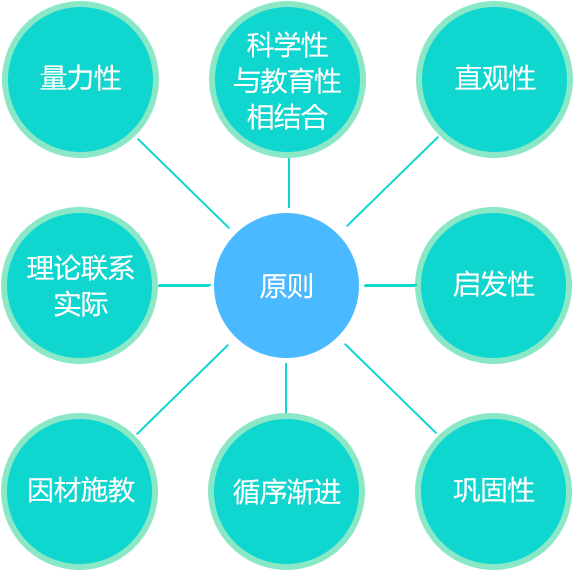 量力性
科学性
与教育性
相结合
直观性
理论联系
实际
原则
启发性
因材施教
循序渐进
巩固性